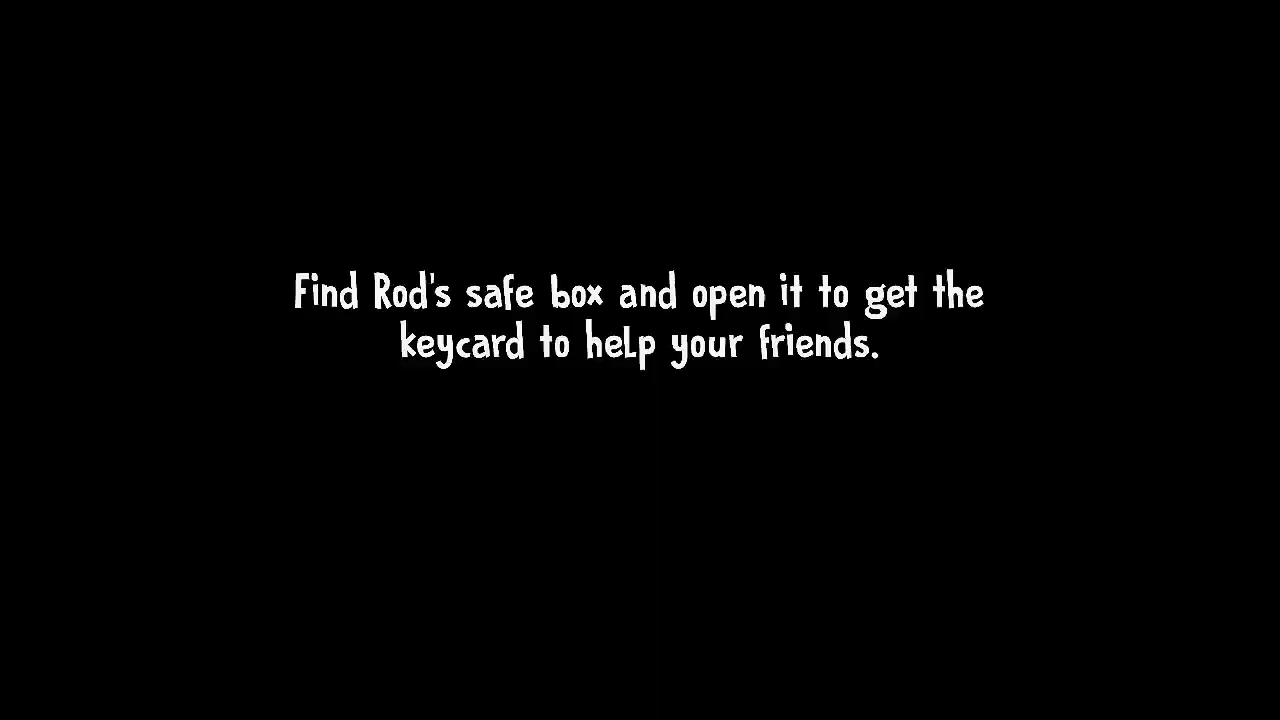 Find Rod's safe box and open it to get the
keycard to help your friends.